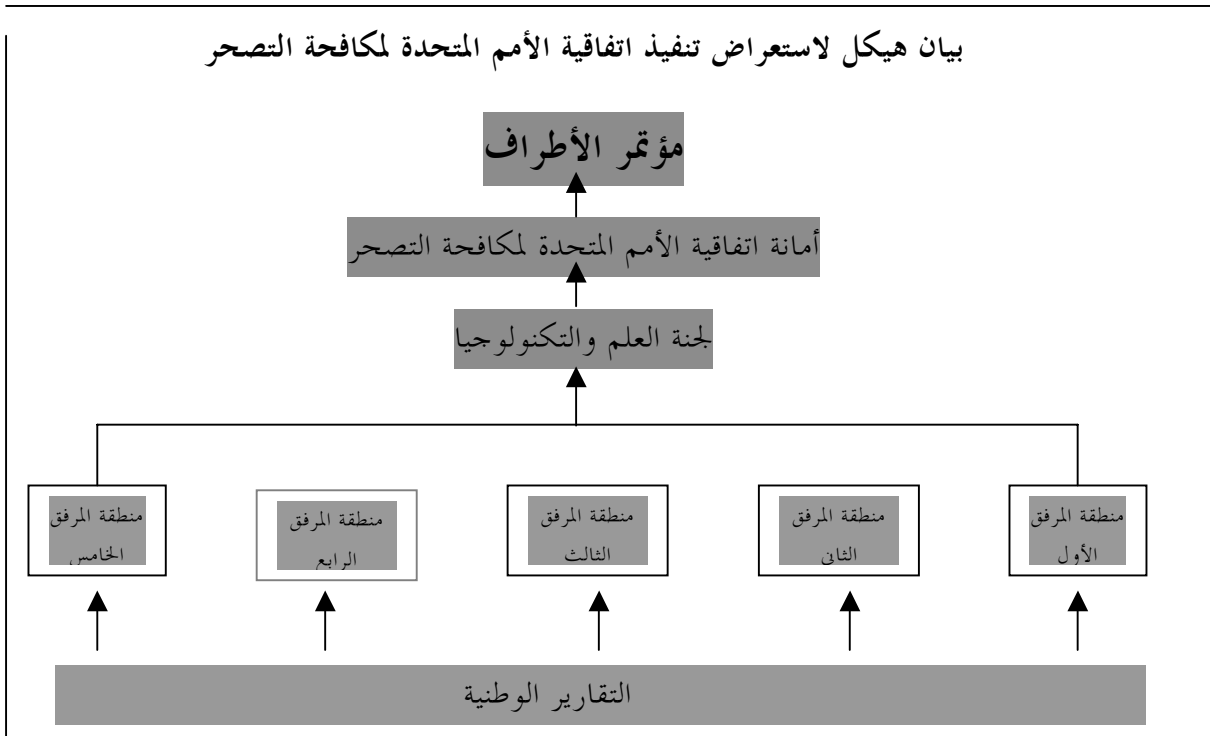 بيان هيكل لاستعراض تنفيذ اتفاقية الأمم المتحدة لمكافحة التصحر
مؤتمر الأطراف
أمانة اتفاقية الأمم المتحدة لمكافحة التصحر
لجنة العلم والتكنولوجيا
منطقة المرفق
الأول
منطقة المرفق
الثاني
منطقة المرفق
الثالث
منطقة المرفق
الرابع
منطقة المرفق
الخامس
التقارير الوطنية